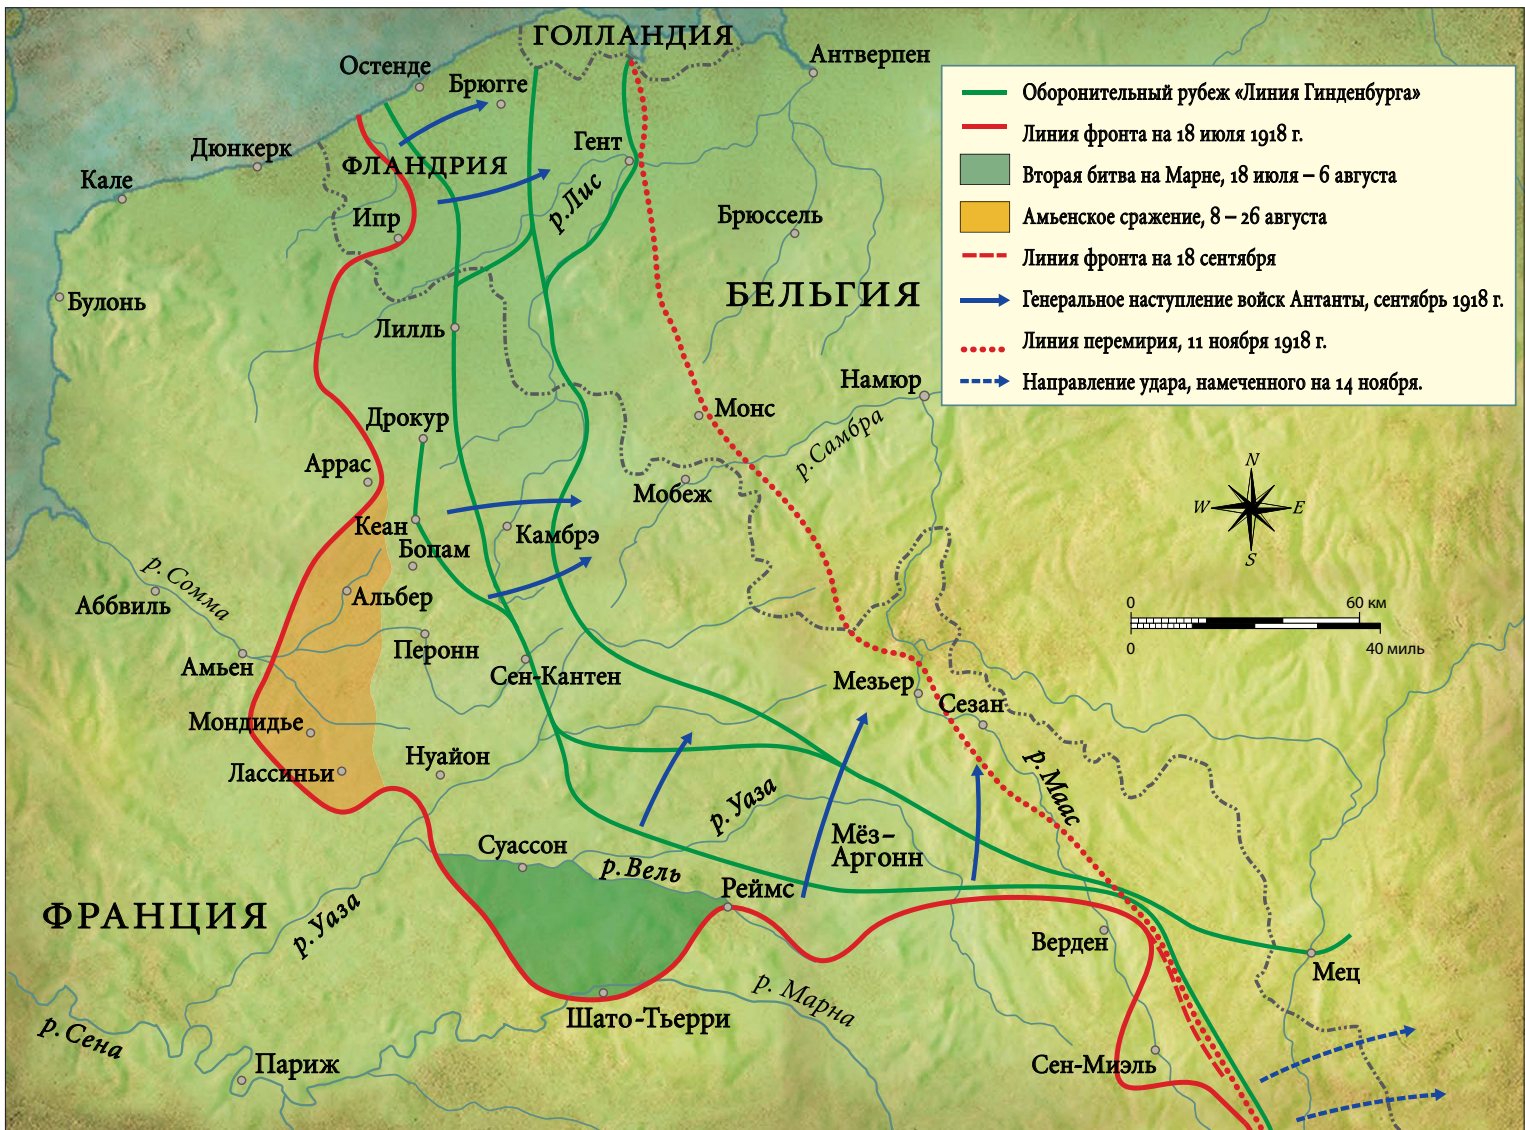 ГОЛЛАНДИЯ
Антверпен
Остенде
Брюгге
Оборонительный рубеж «Линия Гинденбурга»
Линия фронта на 18 июля 1918 г.
Вторая битва на Марне, 18 июля – 6 августа
Амьенское сражение, 8 – 26 августа
Линия фронта на 18 сентября
Генеральное наступление войск Антанты, сентябрь 1918 г.
Линия перемирия, 11 ноября 1918 г.
Направление удара, намеченного на 14 ноября.
Дюнкерк
Гент
ФЛАНДРИЯ
Кале
Ипр
р.Лис
Брюссель
БЕЛЬГИЯ
Булонь
Лилль
Намюр
Дрокур
Монс
р.Самбра
Аррас
Мобеж
N
W
E
S
Кеан
Камбрэ
Бопам
р.Сомма
Аббвиль
Альбер
0
60 км
0
40 миль
Перонн
Амьен
Сен-Кантен
Мезьер
Сезан
Мондидье
Нуайон
Лассиньи
р. Маас
р. Уаза
Мёз–
Аргонн
Суассон
р.Вель
Реймс
ФРАНЦИЯ
р.Уаза
Верден
Мец
р. Марна
Шато-Тьерри
р.Сена
Париж
Сен-Миэль